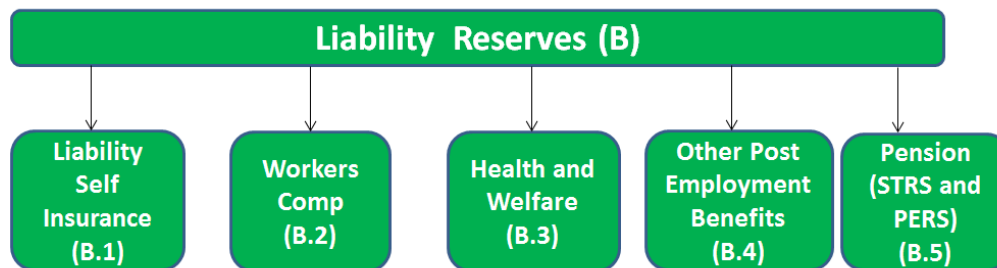 Liability Reserves (B)
Liability
Self
Insurance
(B.1)
Workers
Comp
(B.2)
Health and
Welfare
(B.3)
Other Post
Employment
Benefits
(B.4)
Pension
(STRS and
PERS)
(B.5)